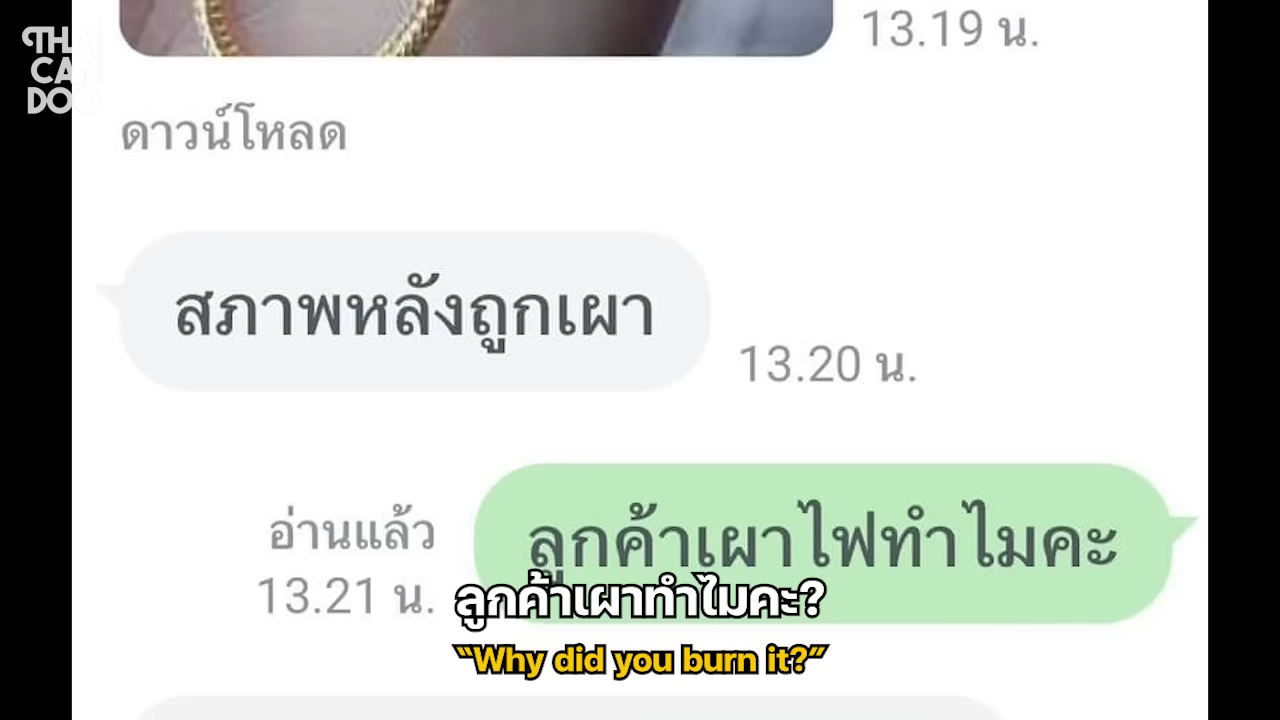 THAI
CAN
DOO
13.19 น.
ดาวน์โหลด
สภาพหลังถูกเผา
13.20 น.
ลูกค้าเผาไฟทำไมคะ
อ่านแล้ว
13.21 น.
ลูกค้าเผาทำไมคะ?
“Why did you burn it?”